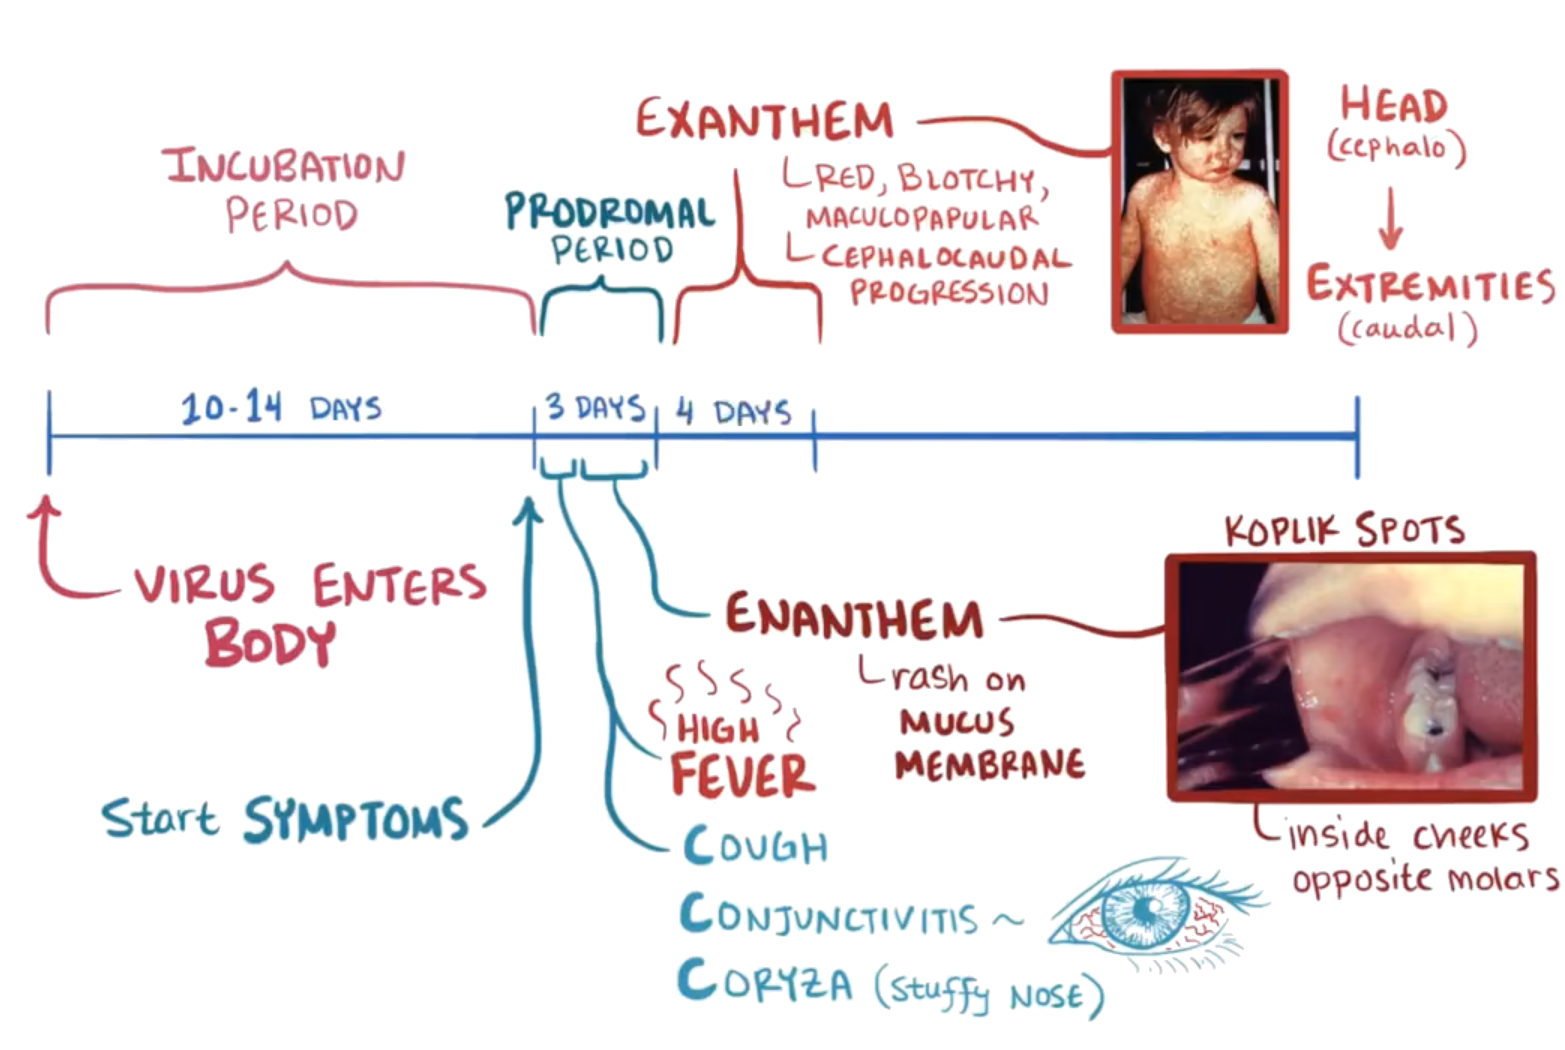 EXANTHEM
RED, BLOTCHY,
MACULOPAPULAR
CEPHALOCAUDAL
PROGRESSION
HEAD
(cephalo)
EXTREMITIES
(caudal)
INCUBATION
PERIOD
PRODROMAL
PERIOD
10-14 DAYS
3 DAYS
4 DAYS
VIRUS ENTERS
BODY
Start SYMPTOMS
ENANTHEM
rash on
MUCUS
MEMBRANE
KOPLIK SPOTS
inside cheeks
opposite molars
HIGH
FEVER
COUGH
CONJUNCTIVITIS ~
CORYZA (stuffy NOSE)